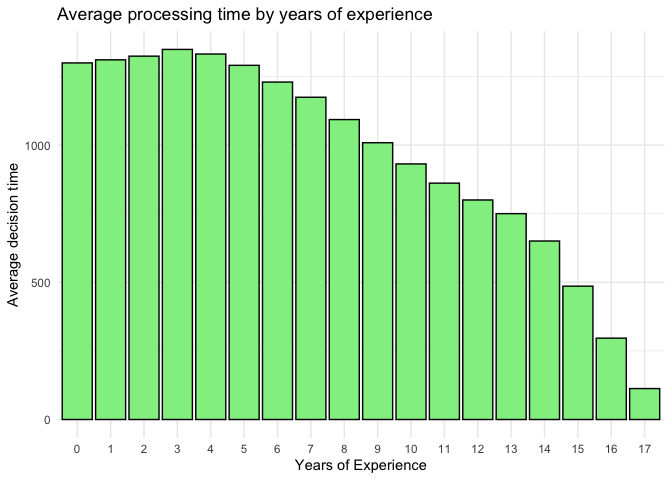 Average processing time by years of experience
1000
500
0
Average decision time
0 1 2 3 4 5 6 7 8 9 10 11 12 13 14 15 16 17
Years of Experience